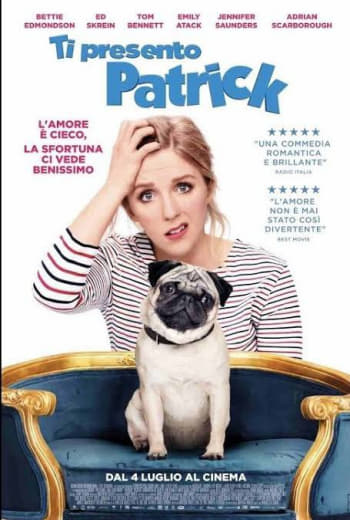 BETTIE EDMONDSON
ED SKREIN
TOM BENNETT
EMILY ATACK
JENNIFER SAUNDERS
ADRIAN SCARBOROUGH
Ti presento
Patrick
L'AMORE
È CIECO,
LA SFORTUNA
CI VEDE
BENISSIMO
"UNA COMMEDIA
ROMANTICA
E BRILLANTE"
RADIO ITALIA
"L'AMORE
NON È MAI
STATO COSÌ
DIVERTENTE"
BEST MOVIE
DAL 4 LUGLIO AL CINEMA